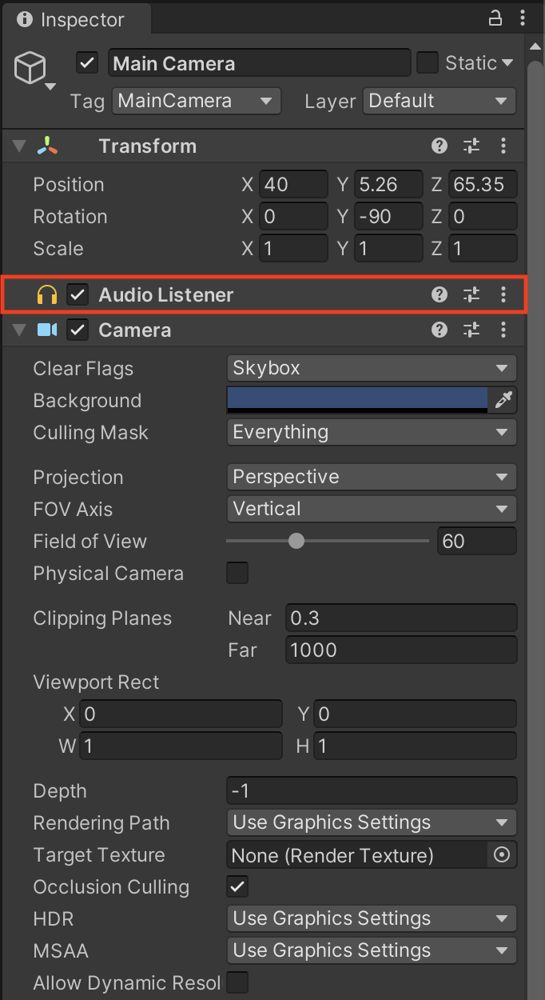 Inspector
Main Camera Static
Tag MainCamera Layer Default
Transform
Position X 40 Y 5.26 Z 65.35
Rotation X 0 Y -90 Z 0
Scale X 1 Y 1 Z 1
Audio Listener
Camera
Clear Flags Skybox
Background
Culling Mask Everything
Projection Perspective
FOV Axis Vertical
Field of View 60
Physical Camera
Clipping Planes Near 0.3
Far 1000
Viewport Rect
X 0 Y 0
W 1 H 1
Depth -1
Rendering Path Use Graphics Settings
Target Texture None (Render Texture)
Occlusion Culling
HDR Use Graphics Settings
MSAA Use Graphics Settings
Allow Dynamic Resol